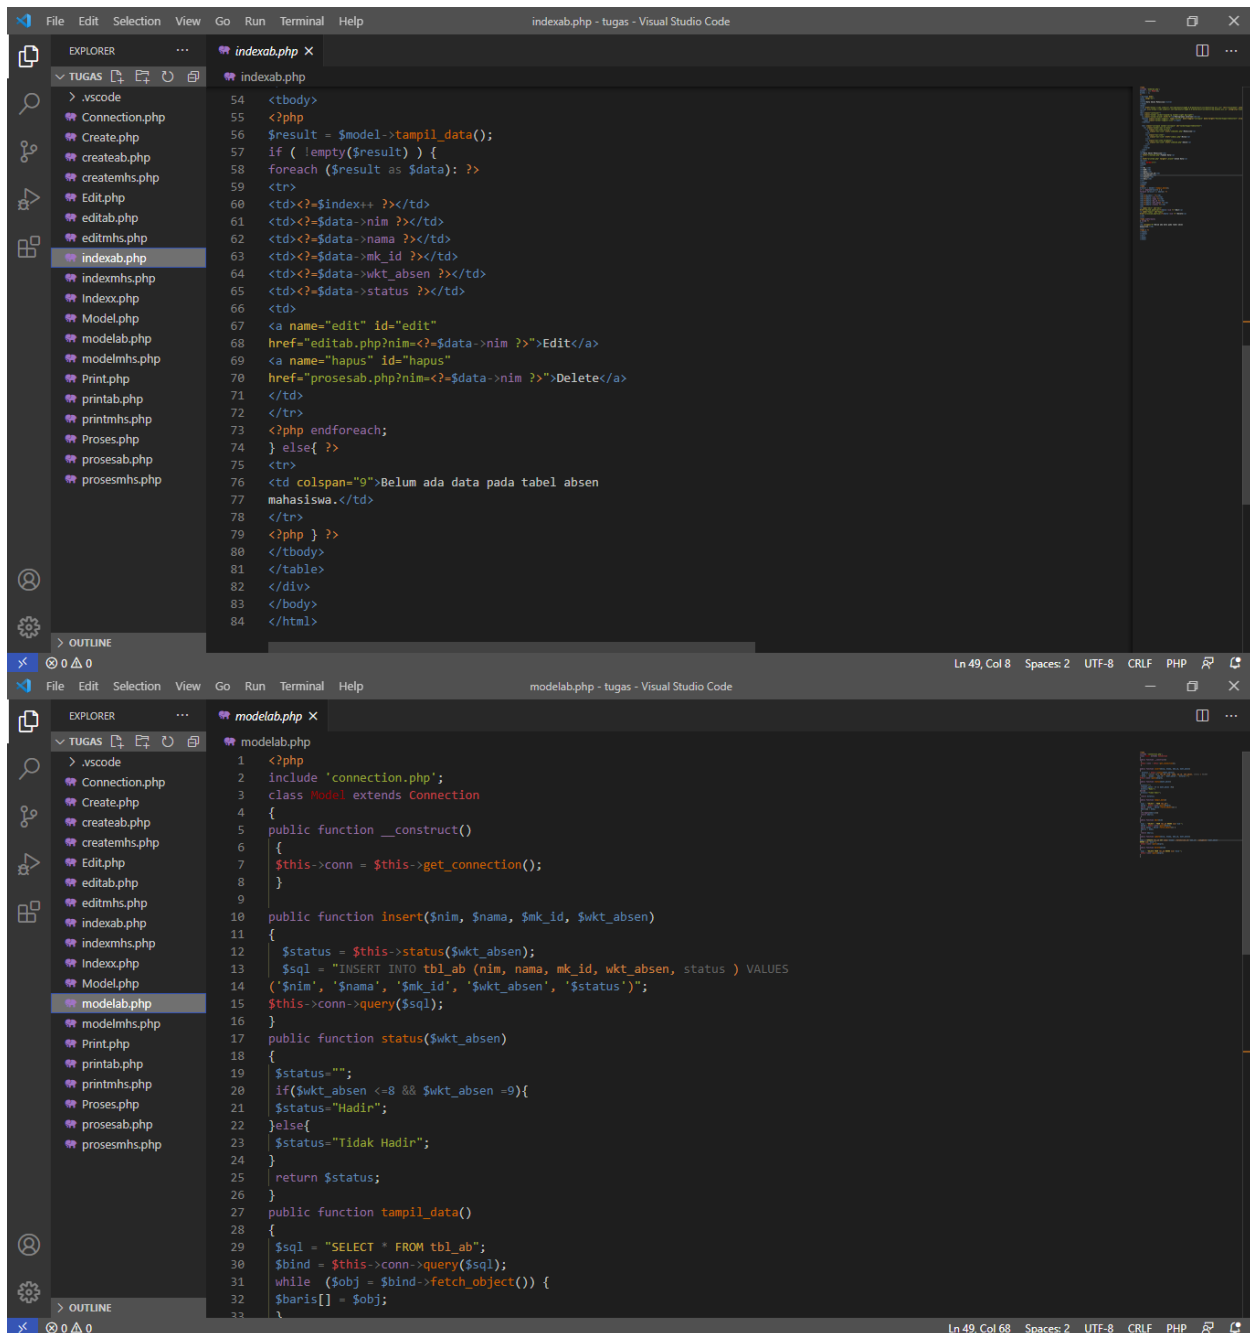 File Edit Selection View Go Run Terminal Help indexab.php - tugas - Visual Studio Code
EXPLORER ··· indexab.php
TUGAS indexab.php
.vscode
Connection.php
Create.php
createab.php
createmhs.php
Edit.php
editab.php
editmhs.php
indexab.php
indexmhs.php
Indexx.php
Model.php
modelab.php
modelmhs.php
Print.php
printab.php
printmhs.php
Proses.php
prosesab.php
prosesmhs.php
OUTLINE
54 <tbody>
55 <?php
56 $result = $model->tampil_data();
57 if ( !empty($result) ) {
58 foreach ($result as $data): ?>
59 <tr>
60 <td><?=$index++ ?></td>
61 <td><?=$data->nim ?></td>
62 <td><?=$data->nama ?></td>
63 <td><?=$data->mk_id ?></td>
64 <td><?=$data->wkt_absen ?></td>
65 <td><?=$data->status ?></td>
66 <td>
67 <a name="edit" id="edit"
68 href="editab.php?nim=<?=$data->nim ?>">Edit</a>
69 <a name="hapus" id="hapus"
70 href="prosesab.php?nim=<?=$data->nim ?>">Delete</a>
71 </td>
72 </tr>
73 <?php endforeach;
74 } else{ ?>
75 <tr>
76 <td colspan="9">Belum ada data pada tabel absen
77 mahasiswa.</td>
78 </tr>
79 <?php } ?>
80 </tbody>
81 </table>
82 </div>
83 </body>
84 </html>
0 0 Ln 49, Col 8 Spaces: 2 UTF-8 CRLF PHP
File Edit Selection View Go Run Terminal Help modelab.php - tugas - Visual Studio Code
EXPLORER ··· modelab.php
TUGAS modelab.php
.vscode
Connection.php
Create.php
createab.php
createmhs.php
Edit.php
editab.php
editmhs.php
indexab.php
indexmhs.php
Indexx.php
Model.php
modelab.php
modelmhs.php
Print.php
printab.php
printmhs.php
Proses.php
prosesab.php
prosesmhs.php
OUTLINE
1 <?php
2 include 'connection.php';
3 class Model extends Connection
4 {
5 public function __construct()
6 {
7 $this->conn = $this->get_connection();
8 }
9
10 public function insert($nim, $nama, $mk_id, $wkt_absen)
11 {
12 $status = $this->status($wkt_absen);
13 $sql = "INSERT INTO tbl_ab (nim, nama, mk_id, wkt_absen, status ) VALUES
14 ('$nim', '$nama', '$mk_id', '$wkt_absen', '$status')";
15 $this->conn->query($sql);
16 }
17 public function status($wkt_absen)
18 {
19 $status="";
20 if($wkt_absen <=8 && $wkt_absen =9){
21 $status="Hadir";
22 }else{
23 $status="Tidak Hadir";
24 }
25 return $status;
26 }
27 public function tampil_data()
28 {
29 $sql = "SELECT * FROM tbl_ab";
30 $bind = $this->conn->query($sql);
31 while ($obj = $bind->fetch_object()) {
32 $baris[] = $obj;
33 }
0 0 Ln 49, Col 68 Spaces: 2 UTF-8 CRLF PHP